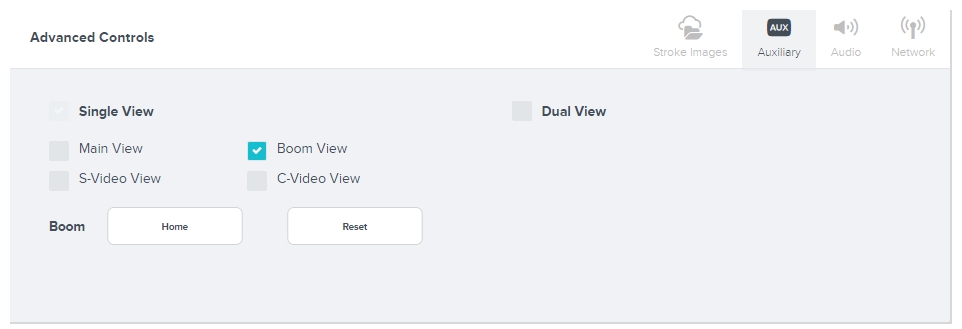 Advanced Controls
Stroke Images
AUX
Auxiliary
Audio
Network
Single View
Dual View
Main View
Boom View
S-Video View
C-Video View
Boom
Home
Reset